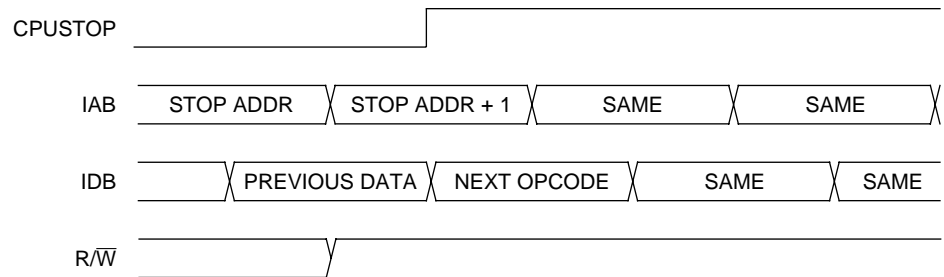 CPUSTOP
IAB STOP ADDR STOP ADDR + 1 SAME SAME
IDB PREVIOUS DATA NEXT OPCODE SAME SAME
R/W̅